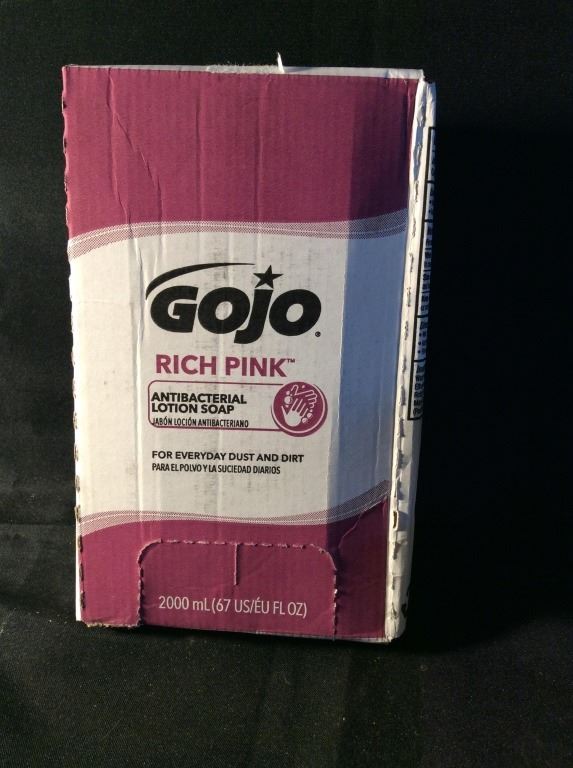 GOJO®
RICH PINK™
ANTIBACTERIAL
LOTION SOAP
JABÓN LOCIÓN ANTIBACTERIANO
FOR EVERYDAY DUST AND DIRT
PARA EL POLVO Y LA SUCIEDAD DIARIOS
2000 mL (67 US/ÉU FL OZ)